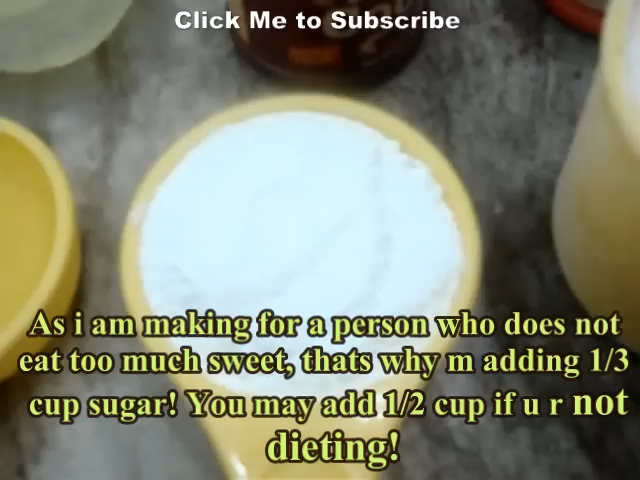 Click Me to Subscribe
As i am making for a person who does not
eat too much sweet, thats why m adding 1/3
cup sugar! You may add 1/2 cup if u r not
dieting!